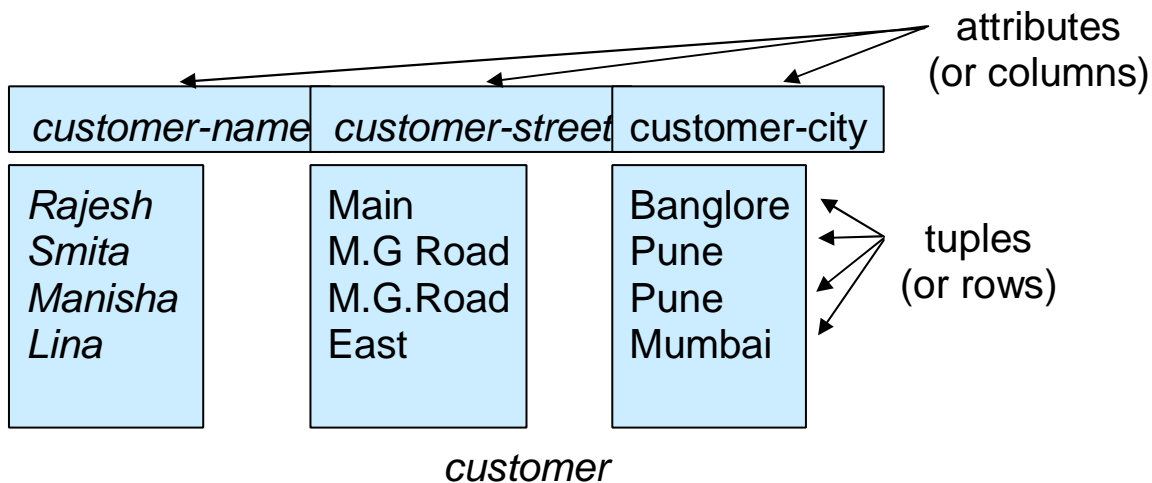 attributes
(or columns)
customer-name customer-street customer-city
Rajesh Main Banglore
Smita M.G Road Pune
Manisha M.G.Road Pune
Lina East Mumbai
tuples
(or rows)
customer